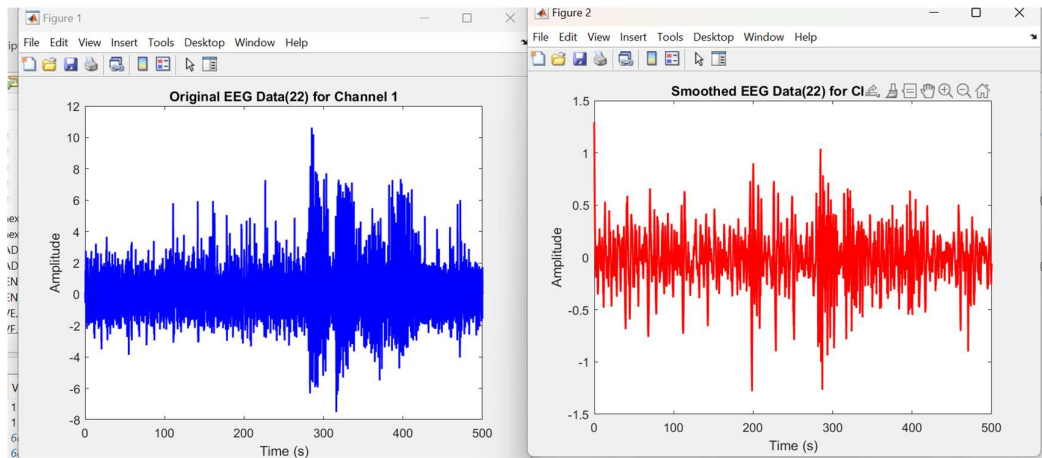 Figure 1
File Edit View Insert Tools Desktop Window Help
Original EEG Data(22) for Channel 1
12
10
8
6
4
2
0
-2
-4
-6
-8
Amplitude
0 100 200 300 400 500
Time (s)
Figure 2
File Edit View Insert Tools Desktop Window Help
Smoothed EEG Data(22) for
1.5
1
0.5
0
-0.5
-1
-1.5
Amplitude
0 100 200 300 400 500
Time (s)